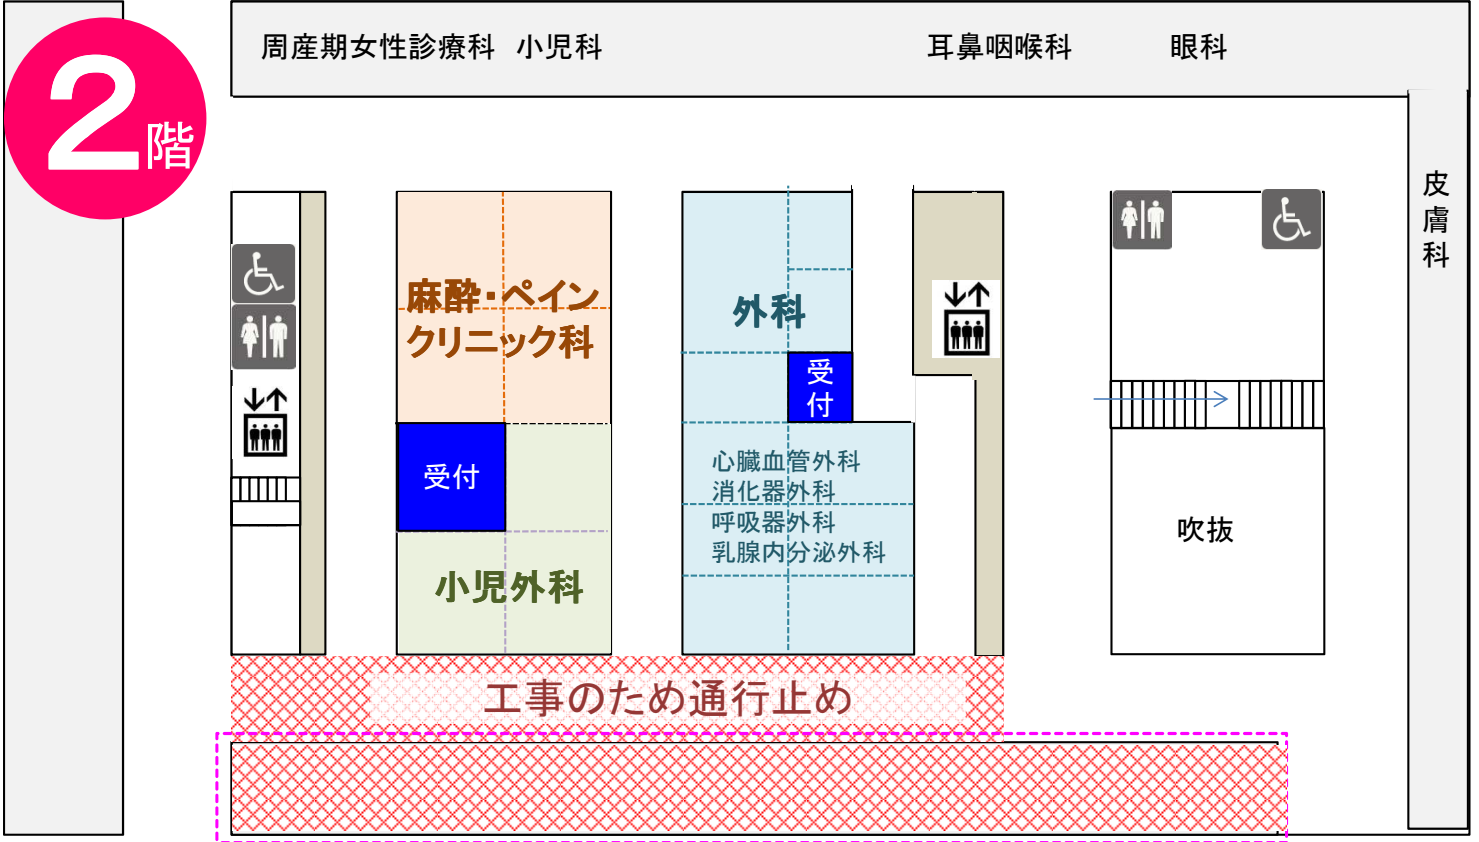 2階
周産期女性診療科 小児科
耳鼻咽喉科
眼科
皮膚科
麻酔・ペイン
クリニック科
外科
受付
受付
心臓血管外科
消化器外科
呼吸器外科
乳腺内分泌外科
小児外科
吹抜
工事のため通行止め